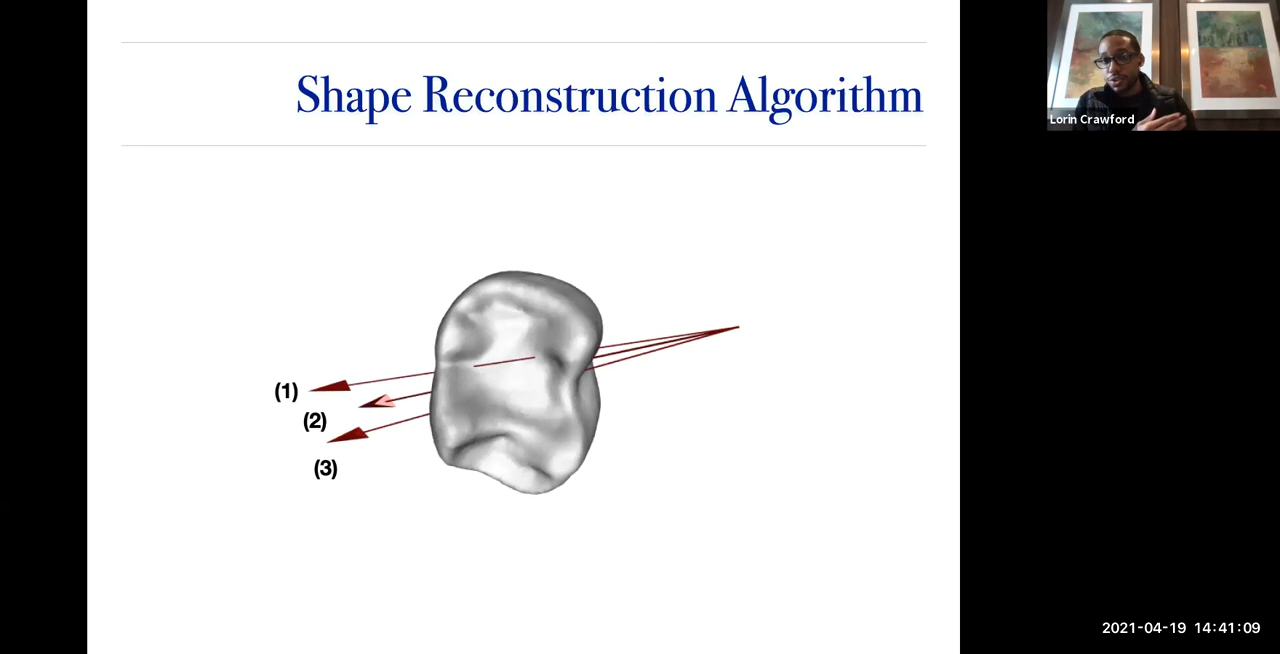 Shape Reconstruction Algorithm
Lorin Crawford
(1)
(2)
(3)
2021-04-19 14:41:09